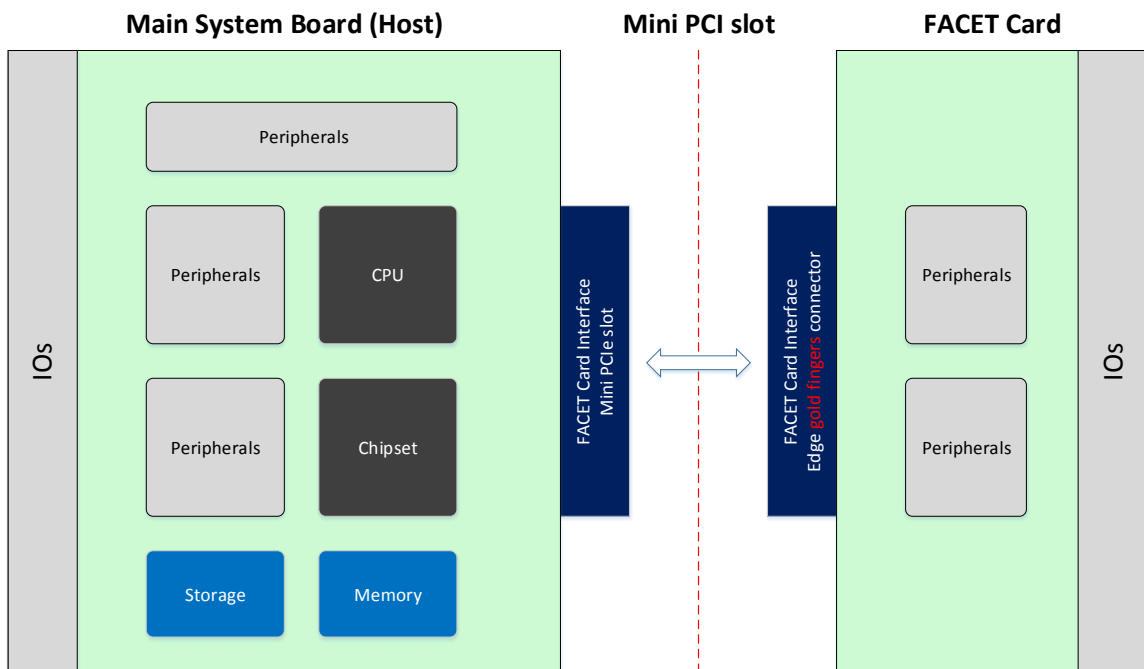 Main System Board (Host)
Mini PCI slot
FACET Card
IOs
Peripherals
Peripherals
CPU
Peripherals
Chipset
Storage
Memory
FACET Card Interface
Mini PCIe slot
FACET Card Interface
Edge gold fingers connector
Peripherals
Peripherals
IOs